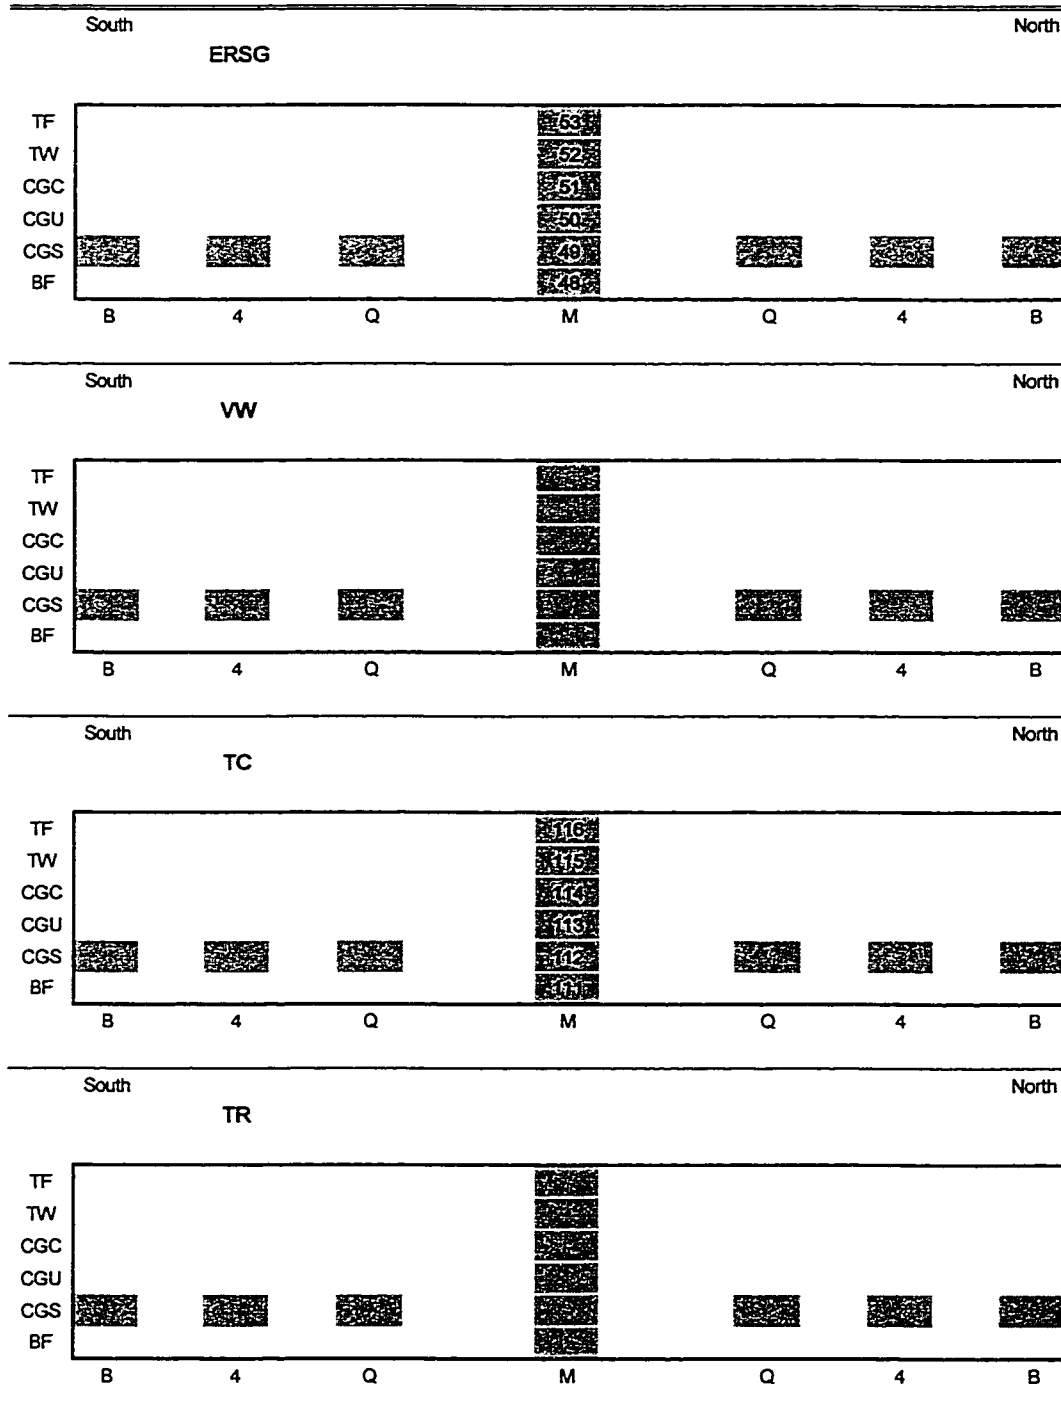 South North
ERSG
TF 53
TW 52
CGC 51
CGU 50
CGS 49
BF 48
B 4 Q M Q 4 B
South North
VW
TF
TW
CGC
CGU
CGS
BF
B 4 Q M Q 4 B
South North
TC
TF 116
TW 115
CGC 114
CGU 113
CGS 112
BF 111
B 4 Q M Q 4 B
South North
TR
TF
TW
CGC
CGU
CGS
BF
B 4 Q M Q 4 B